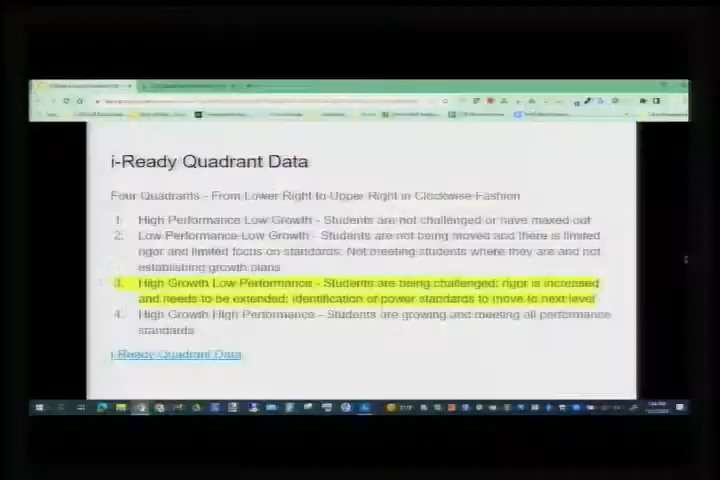 i-Ready Quadrant Data
Four Quadrants - From Lower Right to Upper Right in Clockwise Fashion
1. High Performance Low Growth - Students are not challenged or have maxed out
2. Low Performance Low Growth - Students are not being moved and there is limited
rigor and limited focus on standards; Not meeting students where they are and not
establishing growth plans
3. High Growth Low Performance - Students are being challenged; rigor is increased
and needs to be extended; identification of power standards to move to next level
4. High Growth High Performance - Students are growing and meeting all performance
standards
i-Ready Quadrant Data